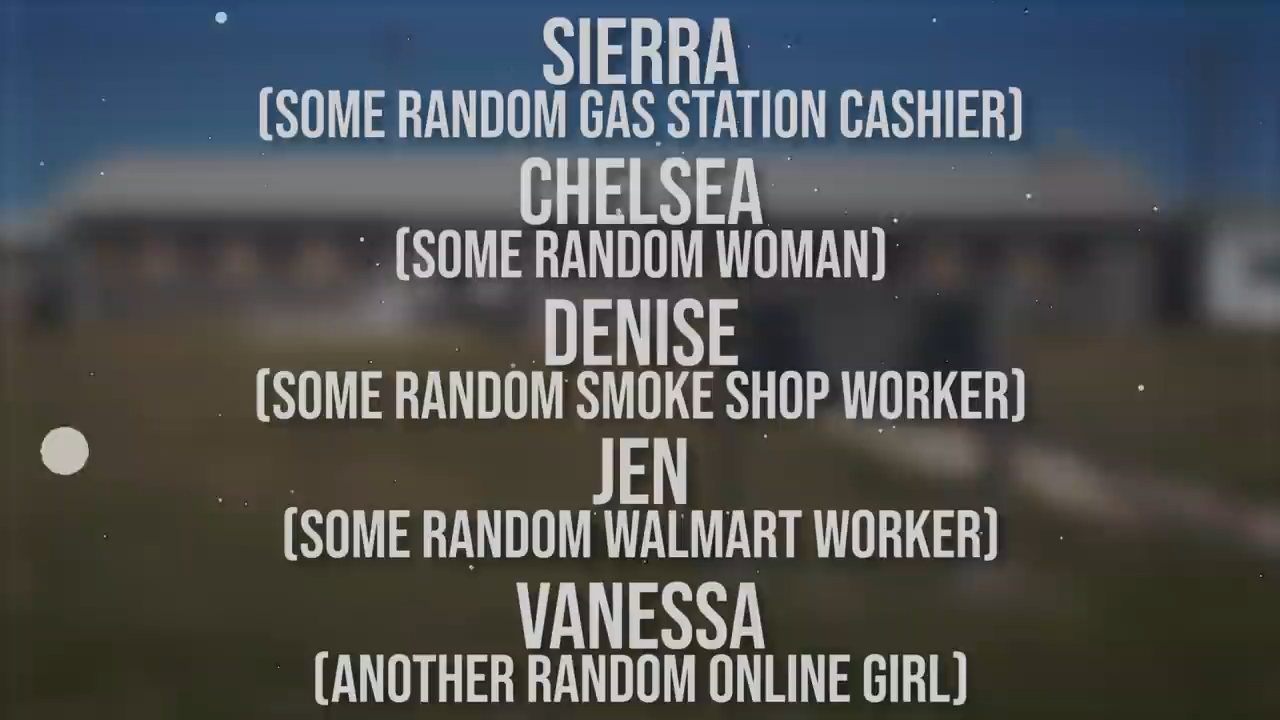 SIERRA
(SOME RANDOM GAS STATION CASHIER)
CHELSEA
(SOME RANDOM WOMAN)
DENISE
(SOME RANDOM SMOKE SHOP WORKER)
JEN
(SOME RANDOM WALMART WORKER)
VANESSA
(ANOTHER RANDOM ONLINE GIRL)